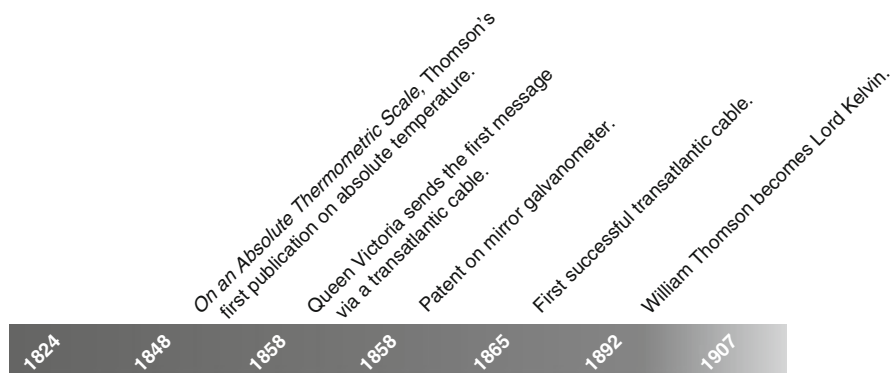 On an Absolute Thermometric Scale, Thomson's
first publication on absolute temperature.
Queen Victoria sends the first message
via a transatlantic cable.
Patent on mirror galvanometer.
First successful transatlantic cable.
William Thomson becomes Lord Kelvin.
1824
1848
1858
1858
1865
1892
1907